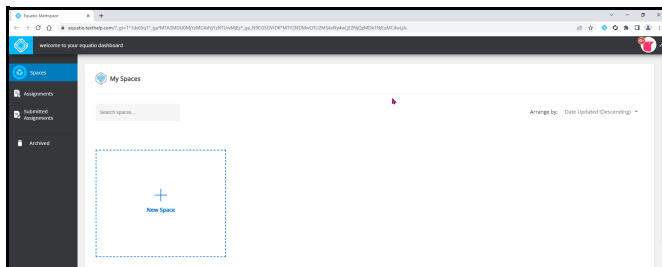 Equatio Mathspace
welcome to your equatio dashboard
Spaces
My Spaces
Assignments
Search spaces...
Arrange by: Date Updated (Descending)
Submitted
Assignments
Archived
New Space